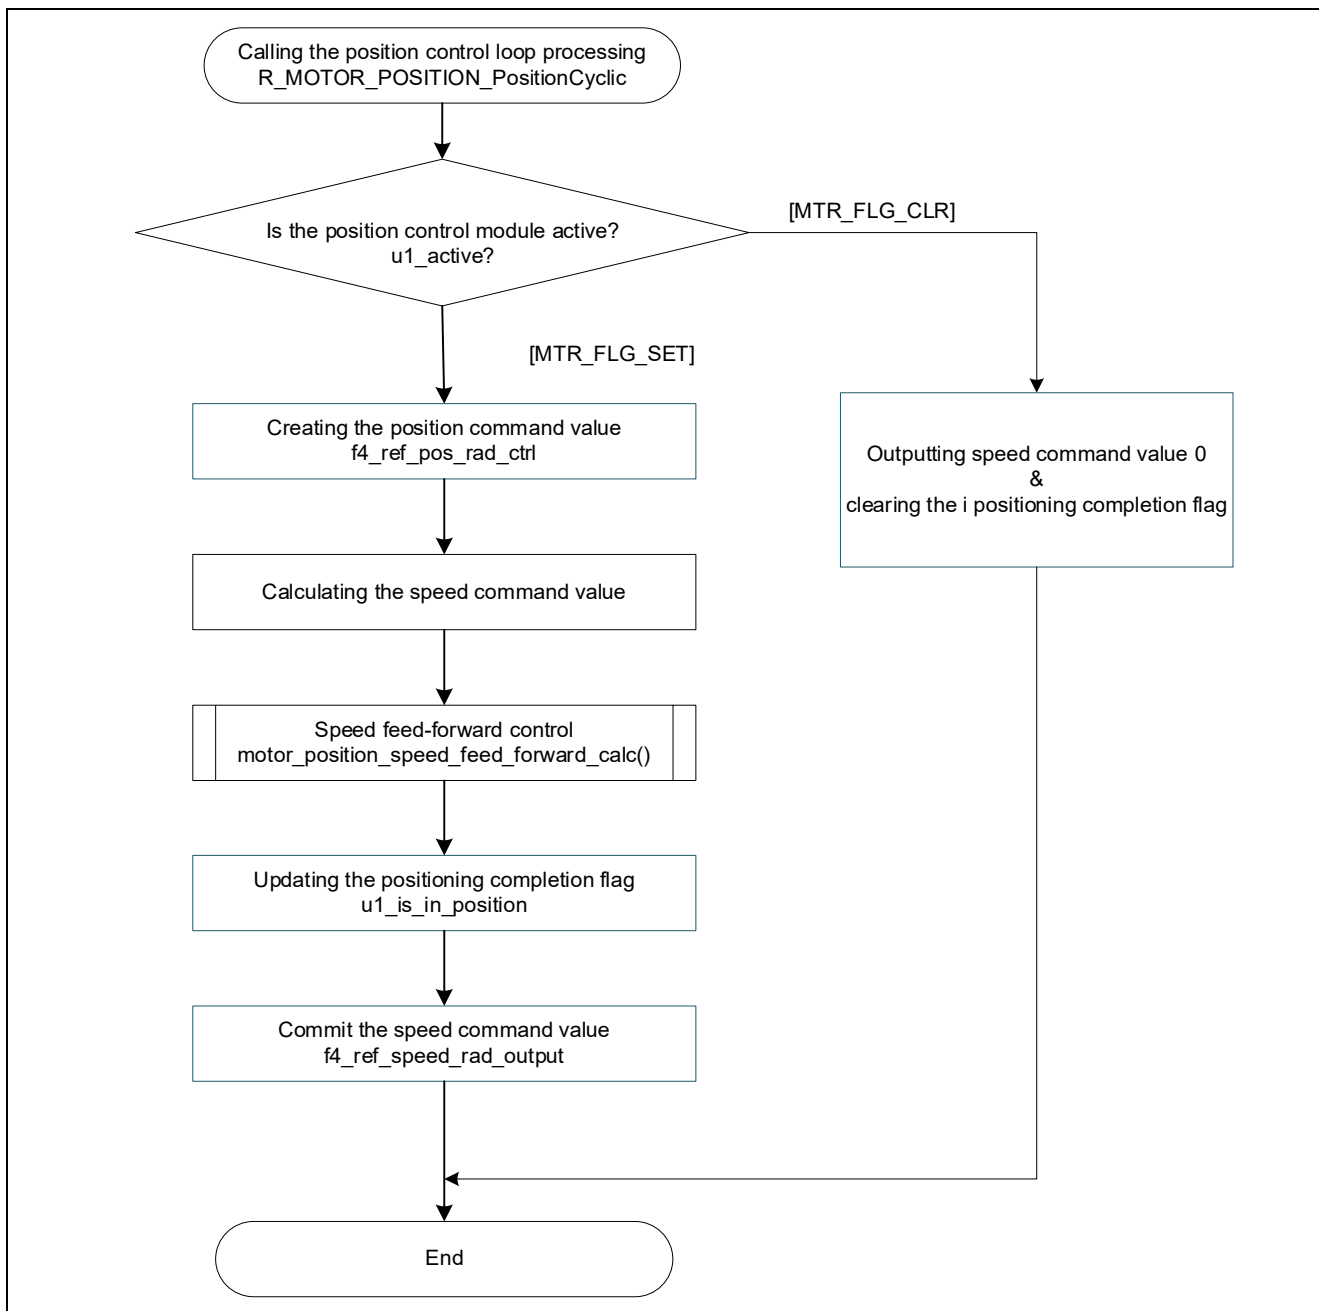 Calling the position control loop processing
R_MOTOR_POSITION_PositionCyclic
Is the position control module active?
u1_active?
[MTR_FLG_CLR]
[MTR_FLG_SET]
Creating the position command value
f4_ref_pos_rad_ctrl
Outputting speed command value 0
&
clearing the i positioning completion flag
Calculating the speed command value
Speed feed-forward control
motor_position_speed_feed_forward_calc()
Updating the positioning completion flag
u1_is_in_position
Commit the speed command value
f4_ref_speed_rad_output
End